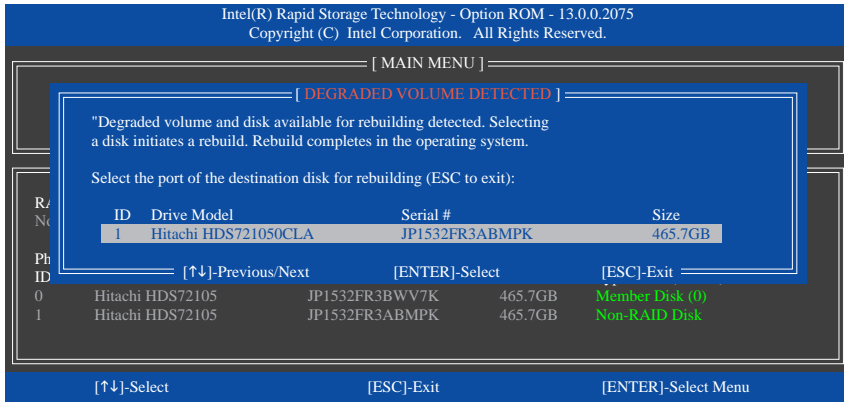 Intel(R) Rapid Storage Technology - Option ROM - 13.0.0.2075
Copyright (C) Intel Corporation. All Rights Reserved.
[ MAIN MENU ]
[ DEGRADED VOLUME DETECTED ]
"Degraded volume and disk available for rebuilding detected. Selecting
a disk initiates a rebuild. Rebuild completes in the operating system.
Select the port of the destination disk for rebuilding (ESC to exit):
ID Drive Model Serial # Size
1 Hitachi HDS721050CLA JP1532FR3ABMPK 465.7GB
[↑↓]-Previous/Next [ENTER]-Select [ESC]-Exit
ID
0 Hitachi HDS72105 JP1532FR3BWV7K 465.7GB Member Disk (0)
1 Hitachi HDS72105 JP1532FR3ABMPK 465.7GB Non-RAID Disk
[↑↓]-Select [ESC]-Exit [ENTER]-Select Menu